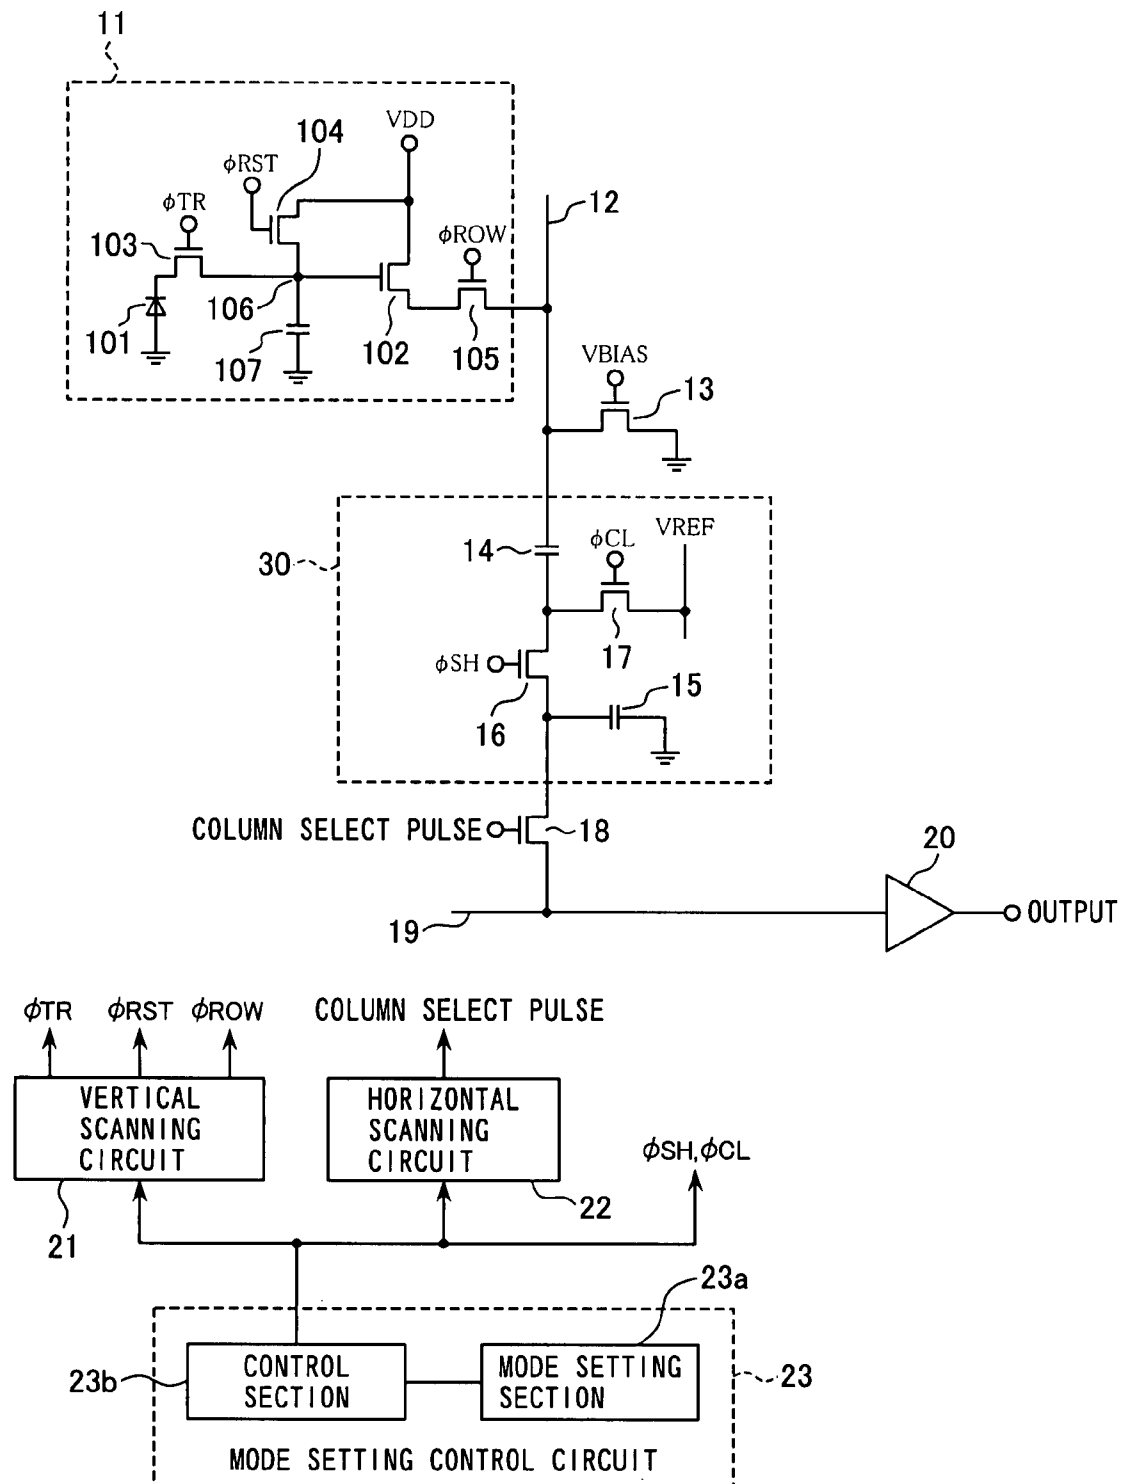 11
104
VDD
φRST
φTR
12
φROW
103
106
101
107
102
105
VBIAS
13
VREF
φCL
14
30
17
φSH
15
16
COLUMN SELECT PULSE
18
20
19
OUTPUT
φTR φRST φROW
COLUMN SELECT PULSE
VERTICAL
SCANNING
CIRCUIT
HORIZONTAL
SCANNING
CIRCUIT
φSH,φCL
21
22
23a
23b
CONTROL
SECTION
MODE SETTING
SECTION
23
MODE SETTING CONTROL CIRCUIT